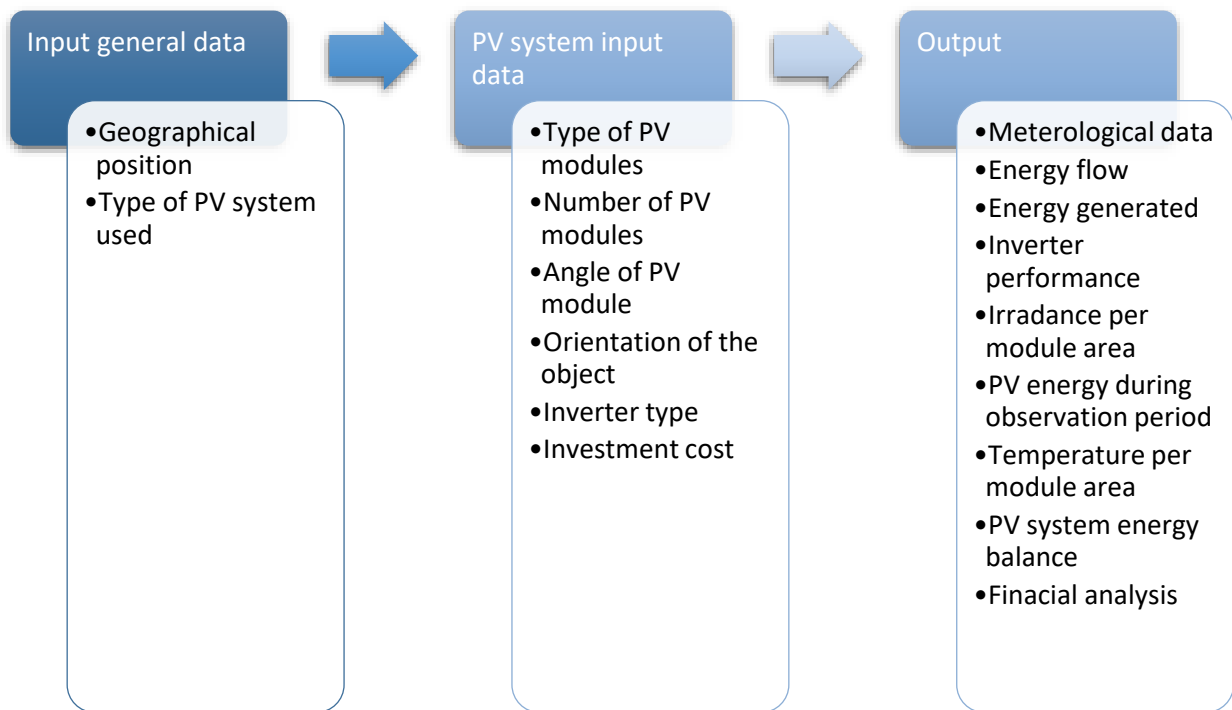 Input general data
•Geographical
position
•Type of PV system
used
PV system input
data
•Type of PV
modules
•Number of PV
modules
•Angle of PV
module
•Orientation of the
object
•Inverter type
•Investment cost
Output
•Meterological data
•Energy flow
•Energy generated
•Inverter
performance
•Irradance per
module area
•PV energy during
observation period
•Temperature per
module area
•PV system energy
balance
•Finacial analysis